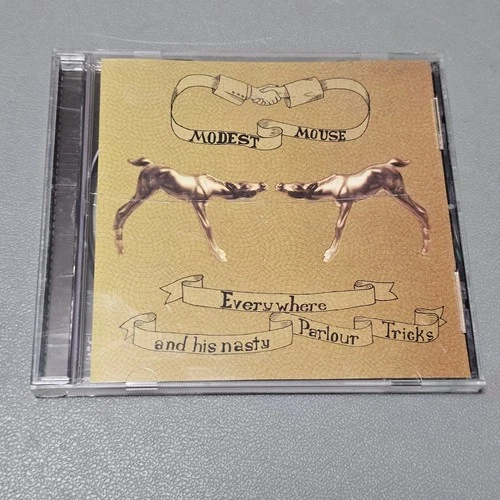 MODEST MOUSE
Everywhere
and his nasty Parlour Tricks